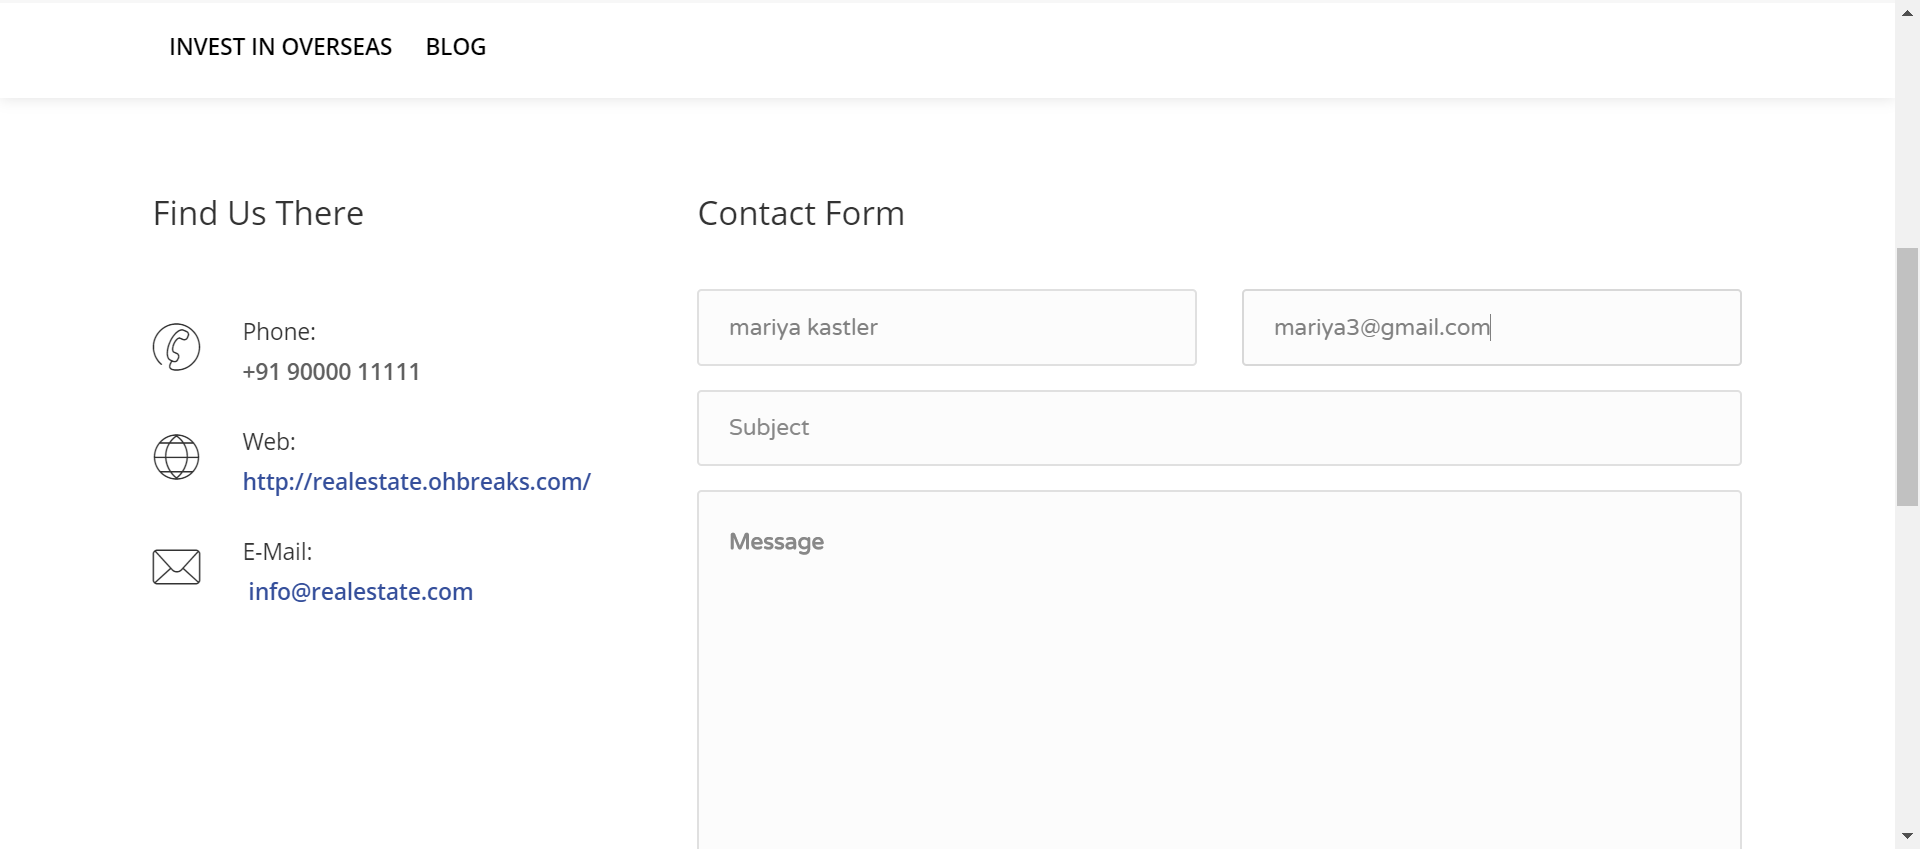 INVEST IN OVERSEAS BLOG
Find Us There
Phone:
+91 90000 11111
Web:
http://realestate.ohbreaks.com/
E-Mail:
info@realestate.com
Contact Form
mariya kastler
mariya3@gmail.com
Subject
Message